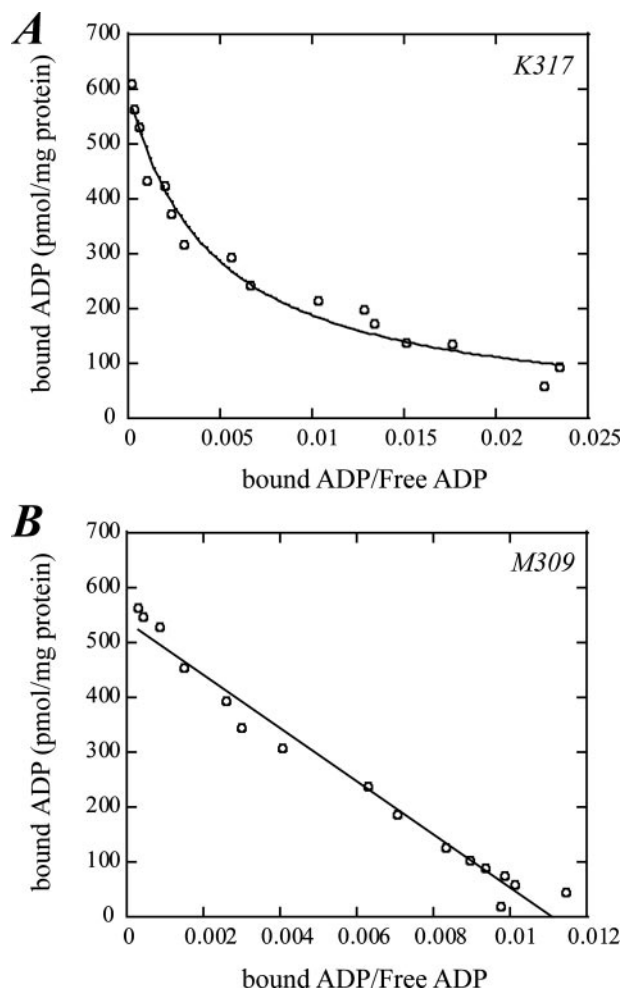 A
K317
bound ADP (pmol/mg protein)
700
600
500
400
300
200
100
0
0 0.005 0.01 0.015 0.02 0.025
bound ADP/Free ADP
B
M309
bound ADP (pmol/mg protein)
700
600
500
400
300
200
100
0
0 0.002 0.004 0.006 0.008 0.01 0.012
bound ADP/Free ADP